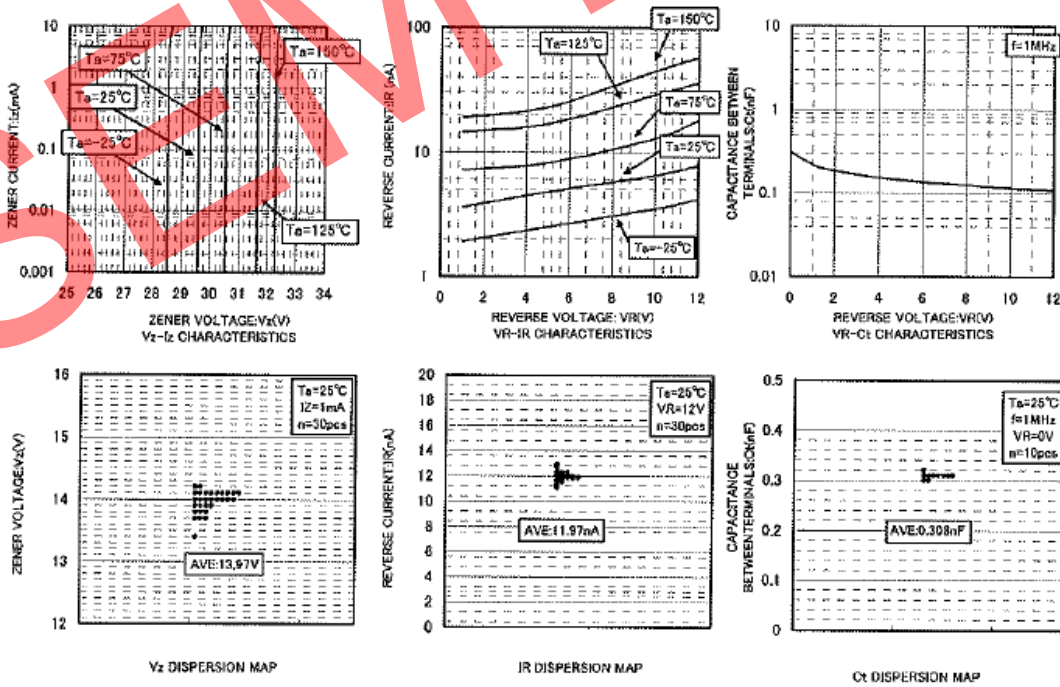 SEM
ZENER CURRENT:Iz(mA)
10
1
0.1
0.01
0.001
25 26 27 28 29 30 31 32 33 34
Ta=75°C
Ta=25°C
Ta=-25°C
Ta=150°C
Ta=125°C
ZENER VOLTAGE:Vz(V)
Vz-Iz CHARACTERISTICS
REVERSE CURRENT:IR(nA)
100
10
1
0 2 4 6 8 10 12
Ta=150°C
Ta=125°C
Ta=75°C
Ta=25°C
Ta=-25°C
REVERSE VOLTAGE: VR(V)
VR-IR CHARACTERISTICS
CAPACITANCE BETWEEN
TERMINALS:Ct(nF)
10
1
0.1
0.01
0 2 4 6 8 10 12
f=1MHz
REVERSE VOLTAGE:VR(V)
VR-Ct CHARACTERISTICS
ZENER VOLTAGE:Vz(V)
16
15
14
13
12
Ta=25°C
IZ=1mA
n=30pcs
AVE:13.97V
Vz DISPERSION MAP
REVERSE CURRENT:IR(nA)
20
18
16
14
12
10
8
6
4
2
0
Ta=25°C
VR=12V
n=30pcs
AVE:11.97nA
IR DISPERSION MAP
CAPACITANCE
BETWEENTERMINALS:Ct(nF)
0.5
0.4
0.3
0.2
0.1
0
Ta=25°C
f=1MHz
VR=0V
n=10pcs
AVE:0.308nF
Ct DISPERSION MAP